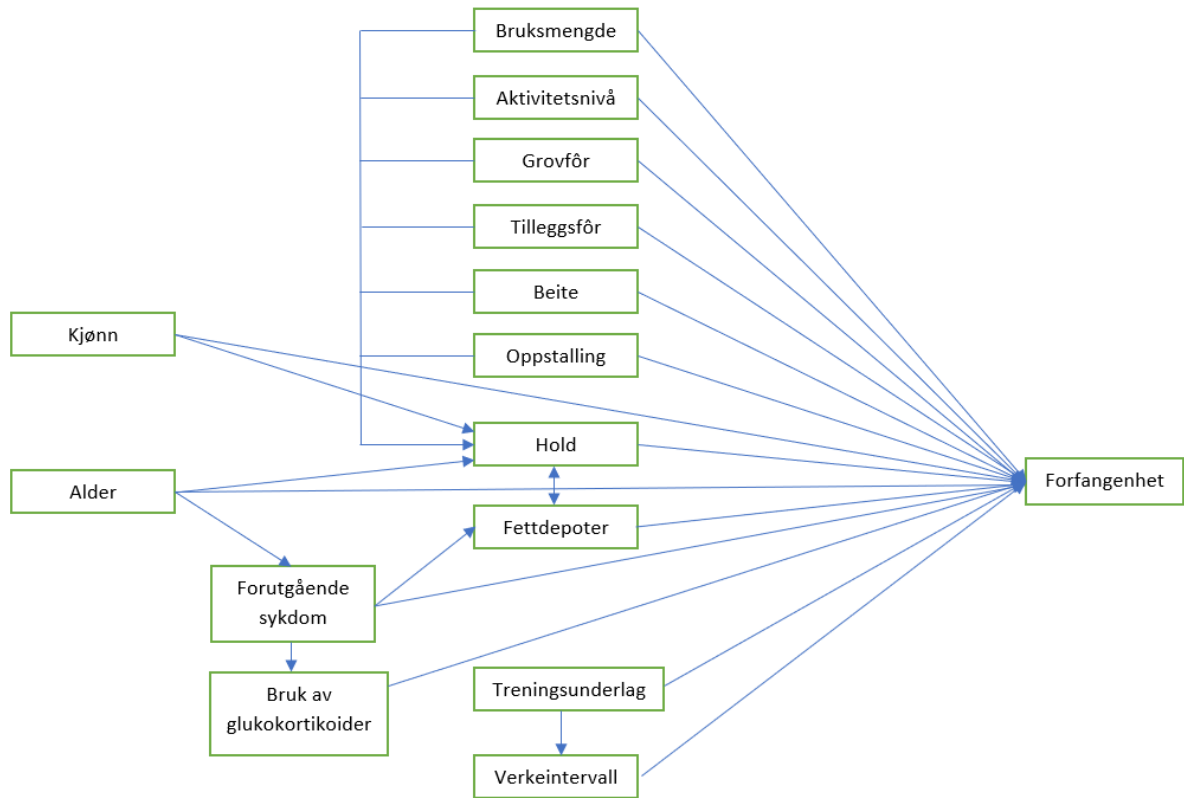 Bruksmengde
Aktivitetsnivå
Grovfôr
Tilleggsfôr
Beite
Kjønn
Oppstalling
Hold
Alder
Forfangenhet
Fettdepoter
Forutgående
sykdom
Bruk av
glukokortikoider
Treningsunderlag
Verkeintervall